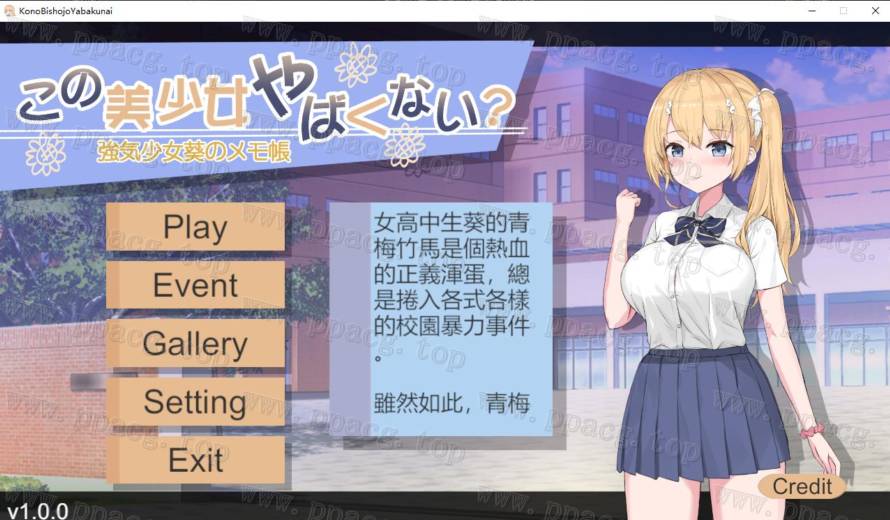 KonoBishojoYabakunai
この美少女やばくない？
強気少女葵のメモ帳
Play
Event
Gallery
Setting
Exit
女高中生葵的青
梅竹馬是個熱血
的正義渾蛋，總
是捲入各式各樣
的校園暴力事件
。
雖然如此，青梅
Credit
v1.0.0
www.ppacg.top